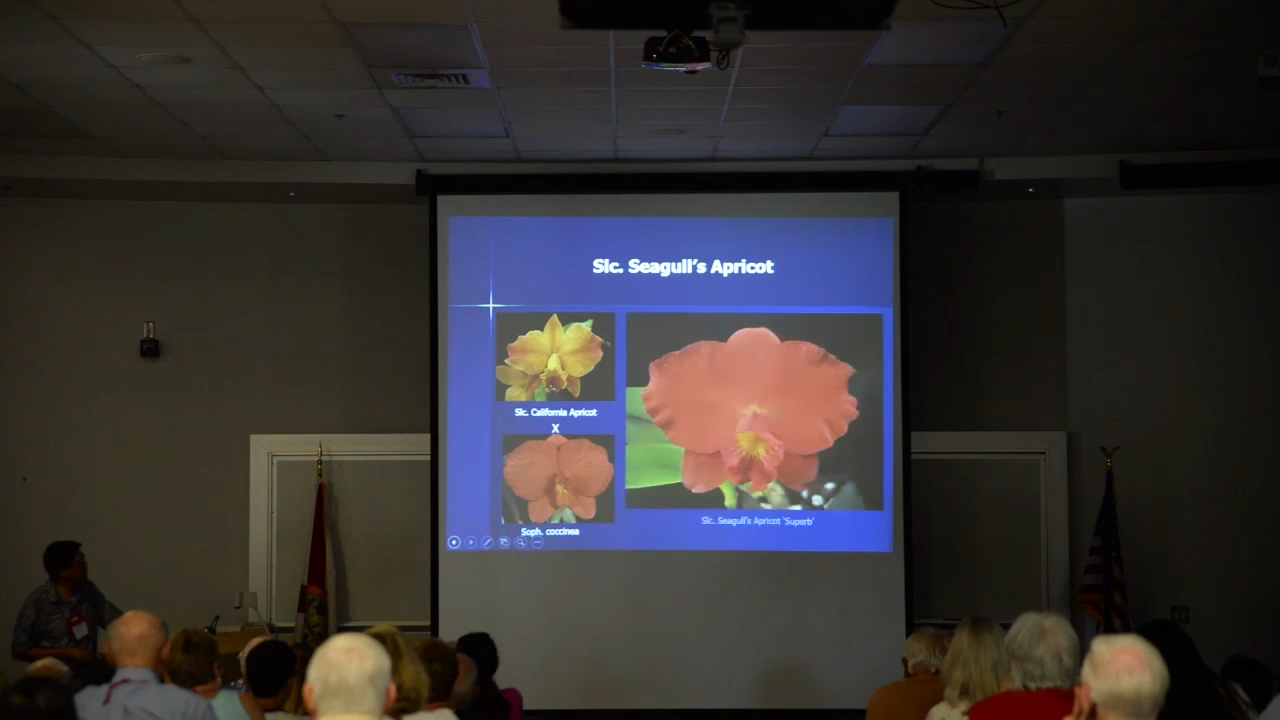 Slc. Seagull's Apricot
Slc. California Apricot
X
Soph. coccinea
Slc. Seagull's Apricot 'Superb'